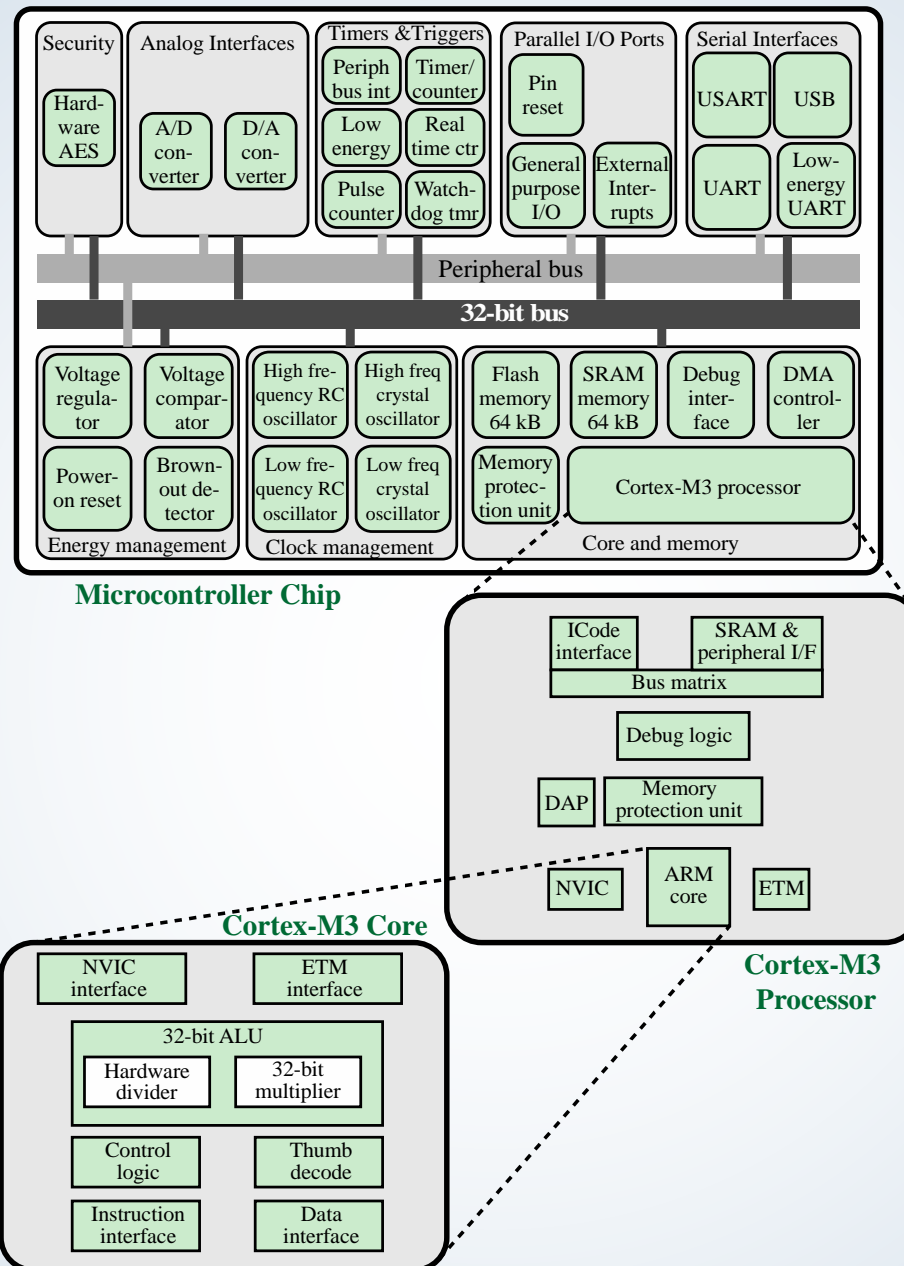 Security
Hard-
ware
AES
Analog Interfaces
A/D
con-
verter
D/A
con-
verter
Timers &Triggers
Periph
bus int
Timer/
counter
Low
energy
Real
time ctr
Pulse
counter
Watch-
dog tmr
Parallel I/O Ports
Pin
reset
General
purpose
I/O
External
Inter-
rupts
Serial Interfaces
USART
USB
UART
Low-
energy
UART
Peripheral bus
32-bit bus
Voltage
regula-
tor
Voltage
compar-
ator
Power-
on reset
Brown-
out de-
tector
Energy management
High fre-
quency RC
oscillator
High freq
crystal
oscillator
Low fre-
quency RC
oscillator
Low freq
crystal
oscillator
Clock management
Flash
memory
64 kB
SRAM
memory
64 kB
Debug
inter-
face
DMA
control-
ler
Memory
protec-
tion unit
Cortex-M3 processor
Core and memory
Microcontroller Chip
ICode
interface
SRAM &
peripheral I/F
Bus matrix
Debug logic
DAP
Memory
protection unit
NVIC
ARM
core
ETM
Cortex-M3
Processor
Cortex-M3 Core
NVIC
interface
ETM
interface
32-bit ALU
Hardware
divider
32-bit
multiplier
Control
logic
Thumb
decode
Instruction
interface
Data
interface